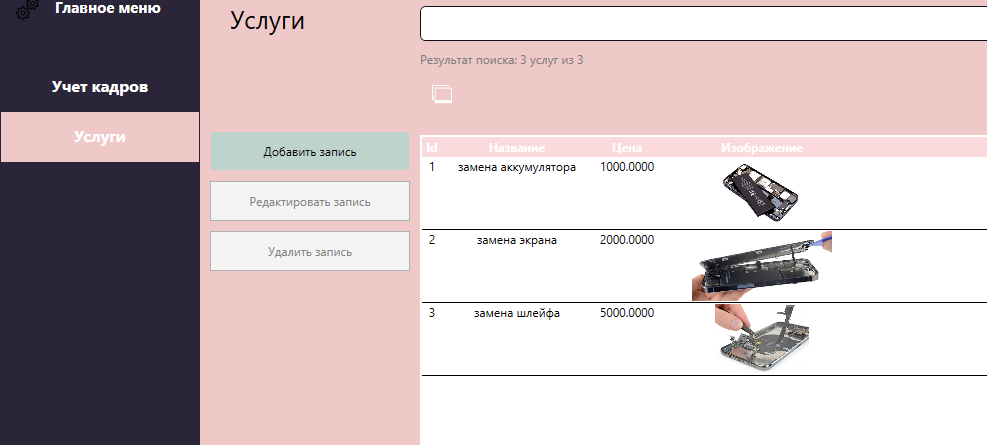 Главное меню
Учет кадров
Услуги
Услуги
Результат поиска: 3 услуг из 3
Добавить запись
Редактировать запись
Удалить запись
Id Название Цена Изображение
1 замена аккумулятора 1000.0000
2 замена экрана 2000.0000
3 замена шлейфа 5000.0000